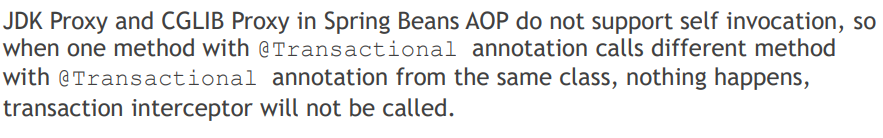 JDK Proxy and CGLIB Proxy in Spring Beans AOP do not support self invocation, so
when one method with @Transactional annotation calls different method
with @Transactional annotation from the same class, nothing happens,
transaction interceptor will not be called.